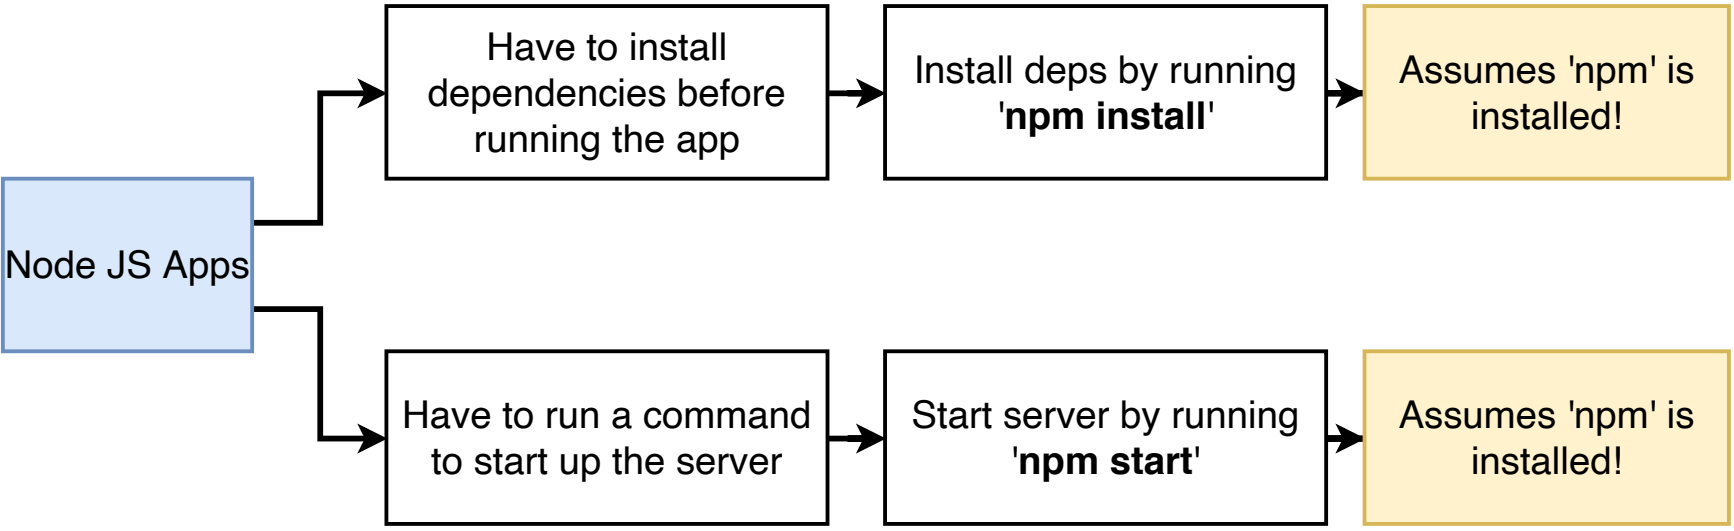 Have to install
dependencies before
running the app
Install deps by running
'npm install'
Assumes 'npm' is
installed!
Node JS Apps
Have to run a command
to start up the server
Start server by running
'npm start'
Assumes 'npm' is
installed!